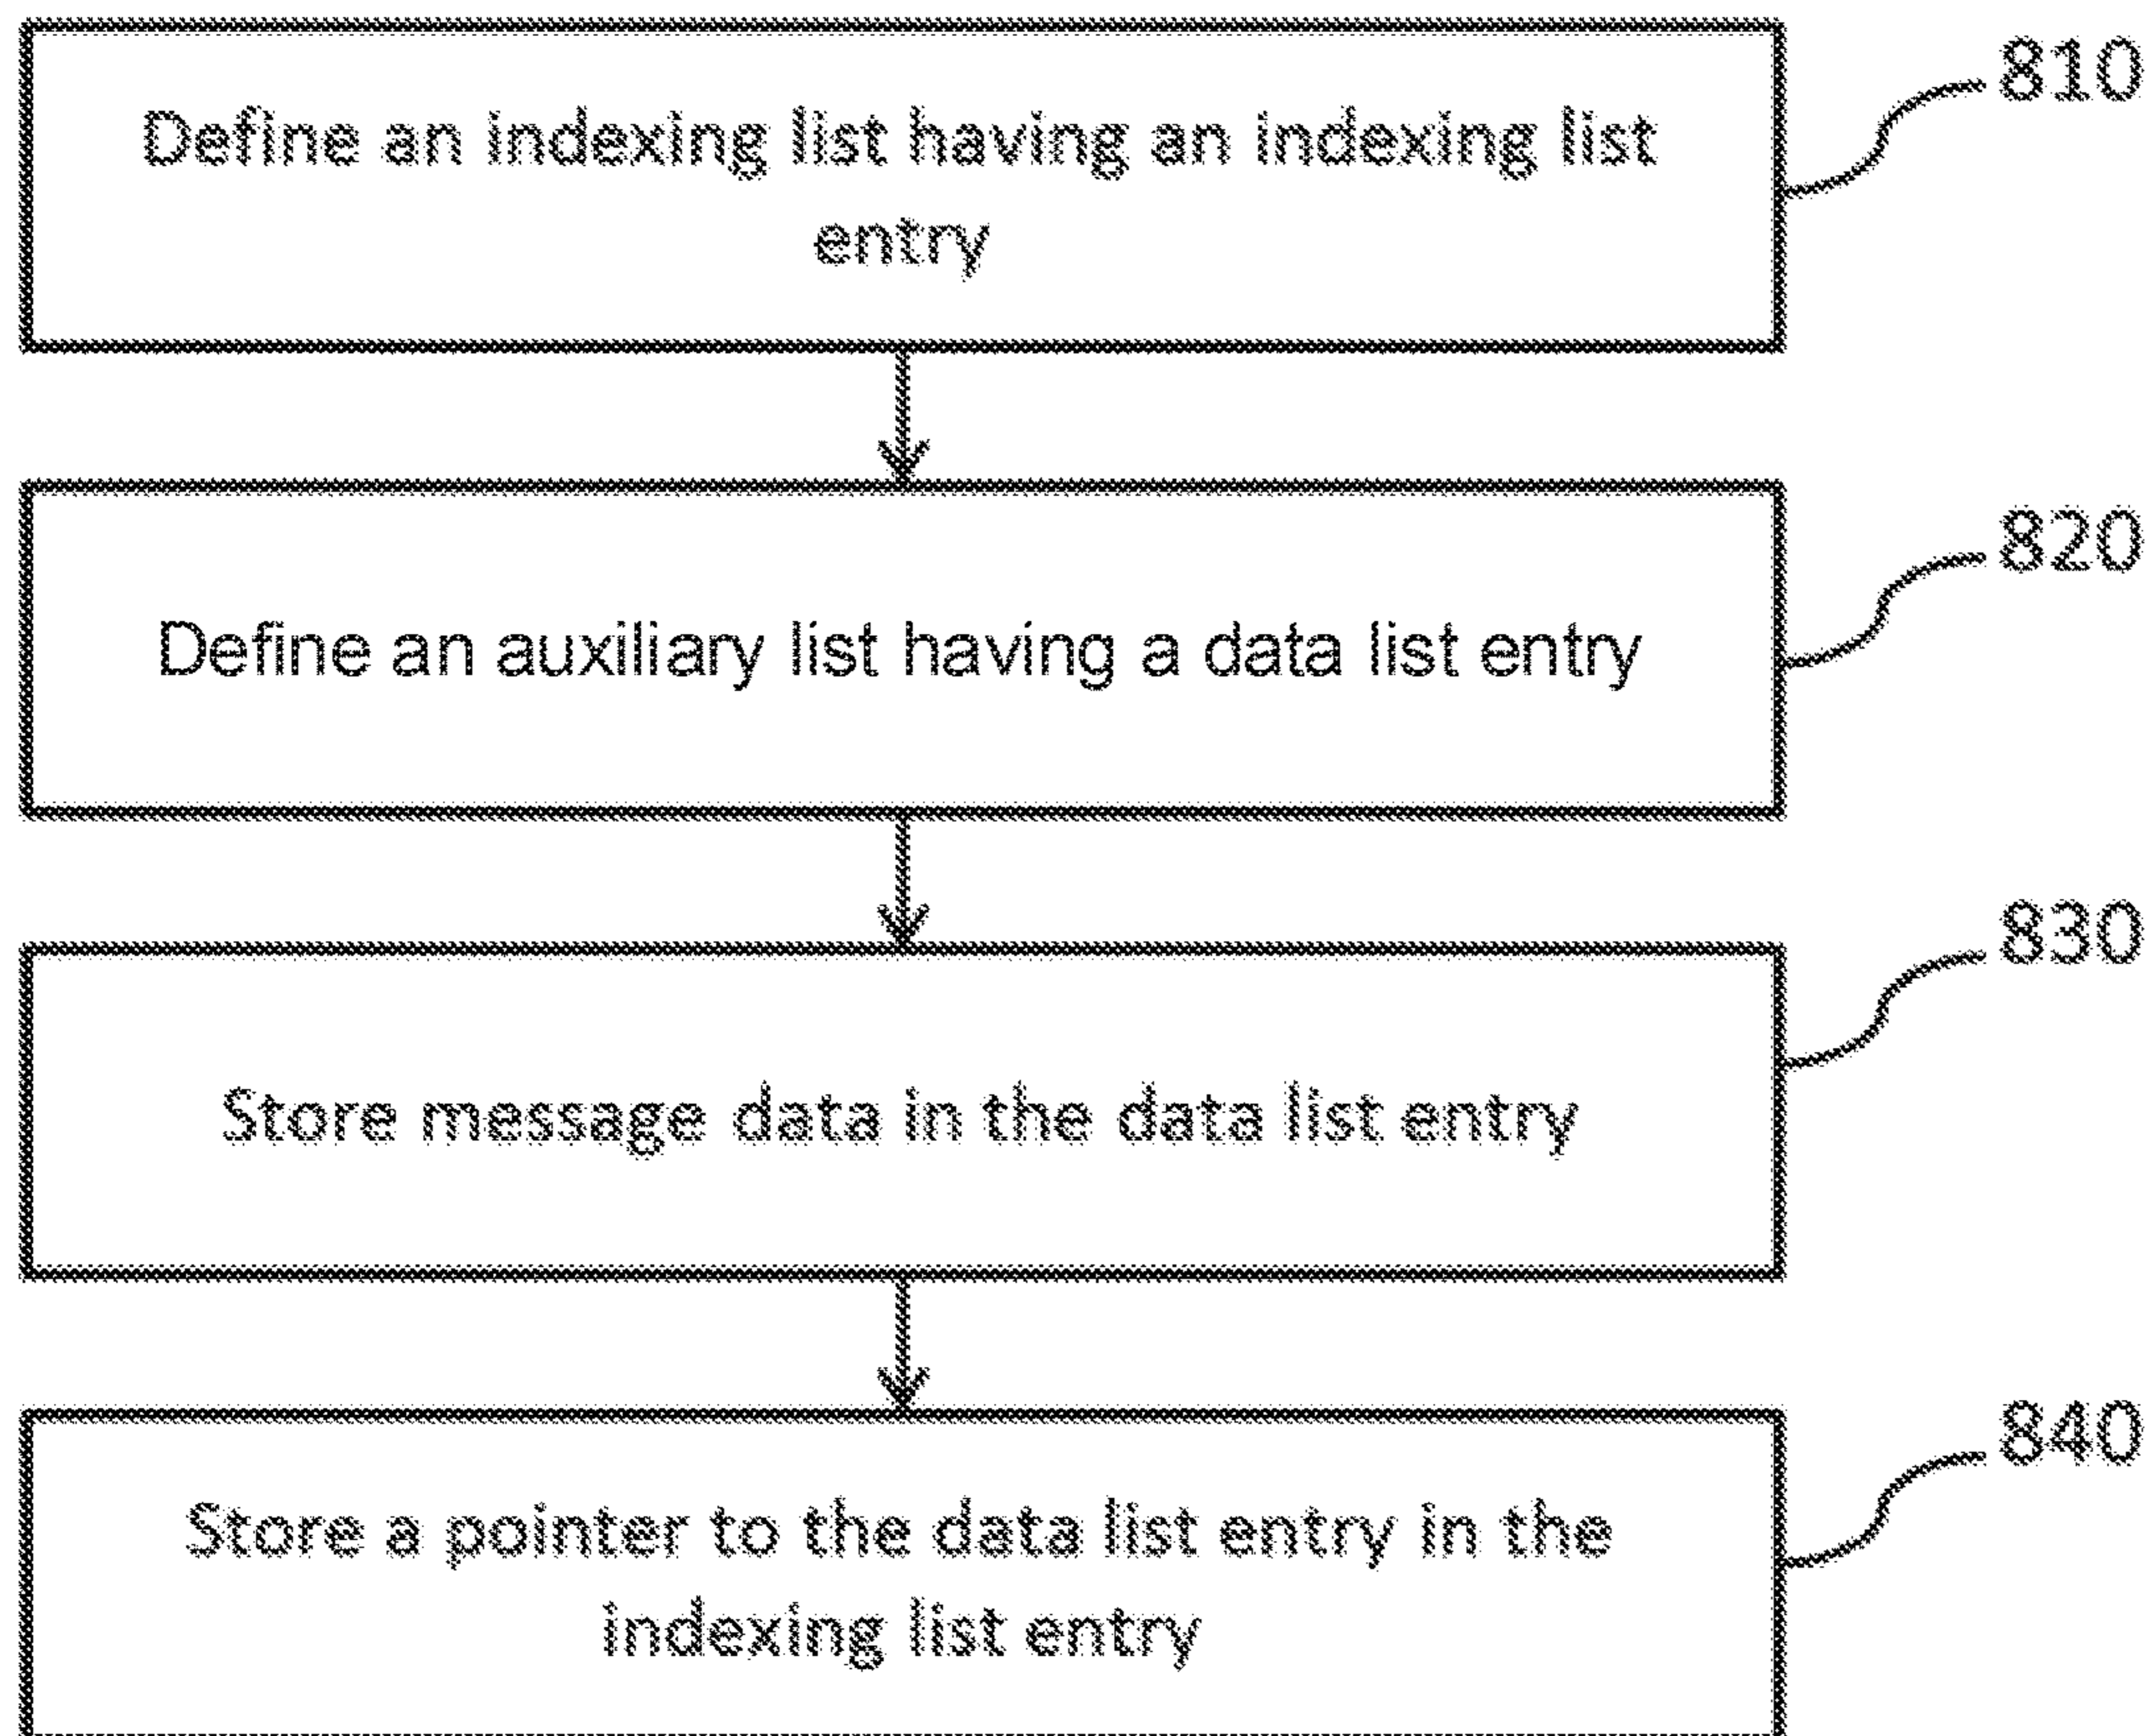 Define an indexing list having an indexing list
entry
810
Define an auxiliary list having a data list entry
820
Store message data in the data list entry
830
Store a pointer to the data list entry in the
indexing list entry
840